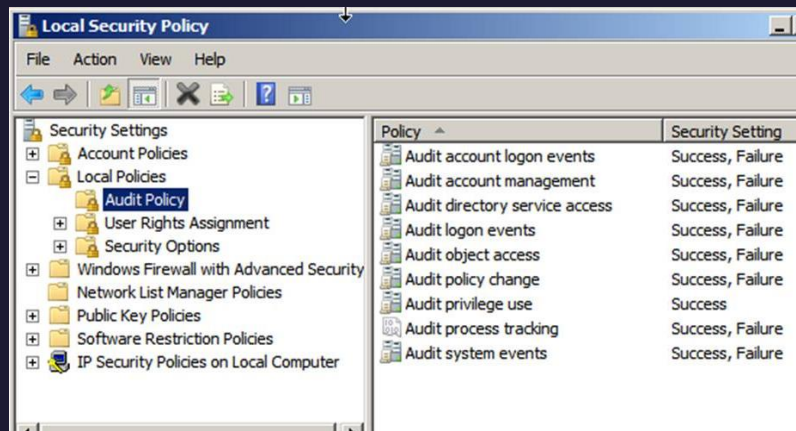 Local Security Policy
File Action View Help
Security Settings
Account Policies
Local Policies
Audit Policy
User Rights Assignment
Security Options
Windows Firewall with Advanced Security
Network List Manager Policies
Public Key Policies
Software Restriction Policies
IP Security Policies on Local Computer
Policy Security Setting
Audit account logon events Success, Failure
Audit account management Success, Failure
Audit directory service access Success, Failure
Audit logon events Success, Failure
Audit object access Success, Failure
Audit policy change Success, Failure
Audit privilege use Success
Audit process tracking Success, Failure
Audit system events Success, Failure